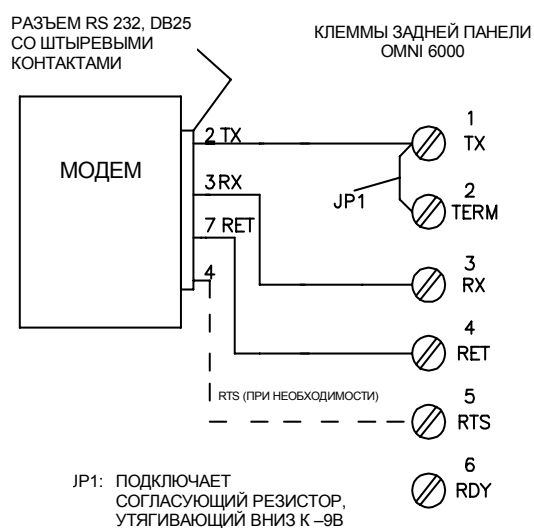 РАЗЪЕМ RS 232, DB25
СО ШТЫРЕВЫМИ
КОНТАКТАМИ
КЛЕММЫ ЗАДНЕЙ ПАНЕЛИ
OMNI 6000
МОДЕМ
2 TX
3 RX
7 RET
4
JP1
1
TX
2
TERM
3
RX
4
RET
RTS (ПРИ НЕОБХОДИМОСТИ)
5
RTS
6
RDY
JP1: ПОДКЛЮЧАЕТ
СОГЛАСУЮЩИЙ РЕЗИСТОР,
УТЯГИВАЮЩИЙ ВНИЗ К –9В